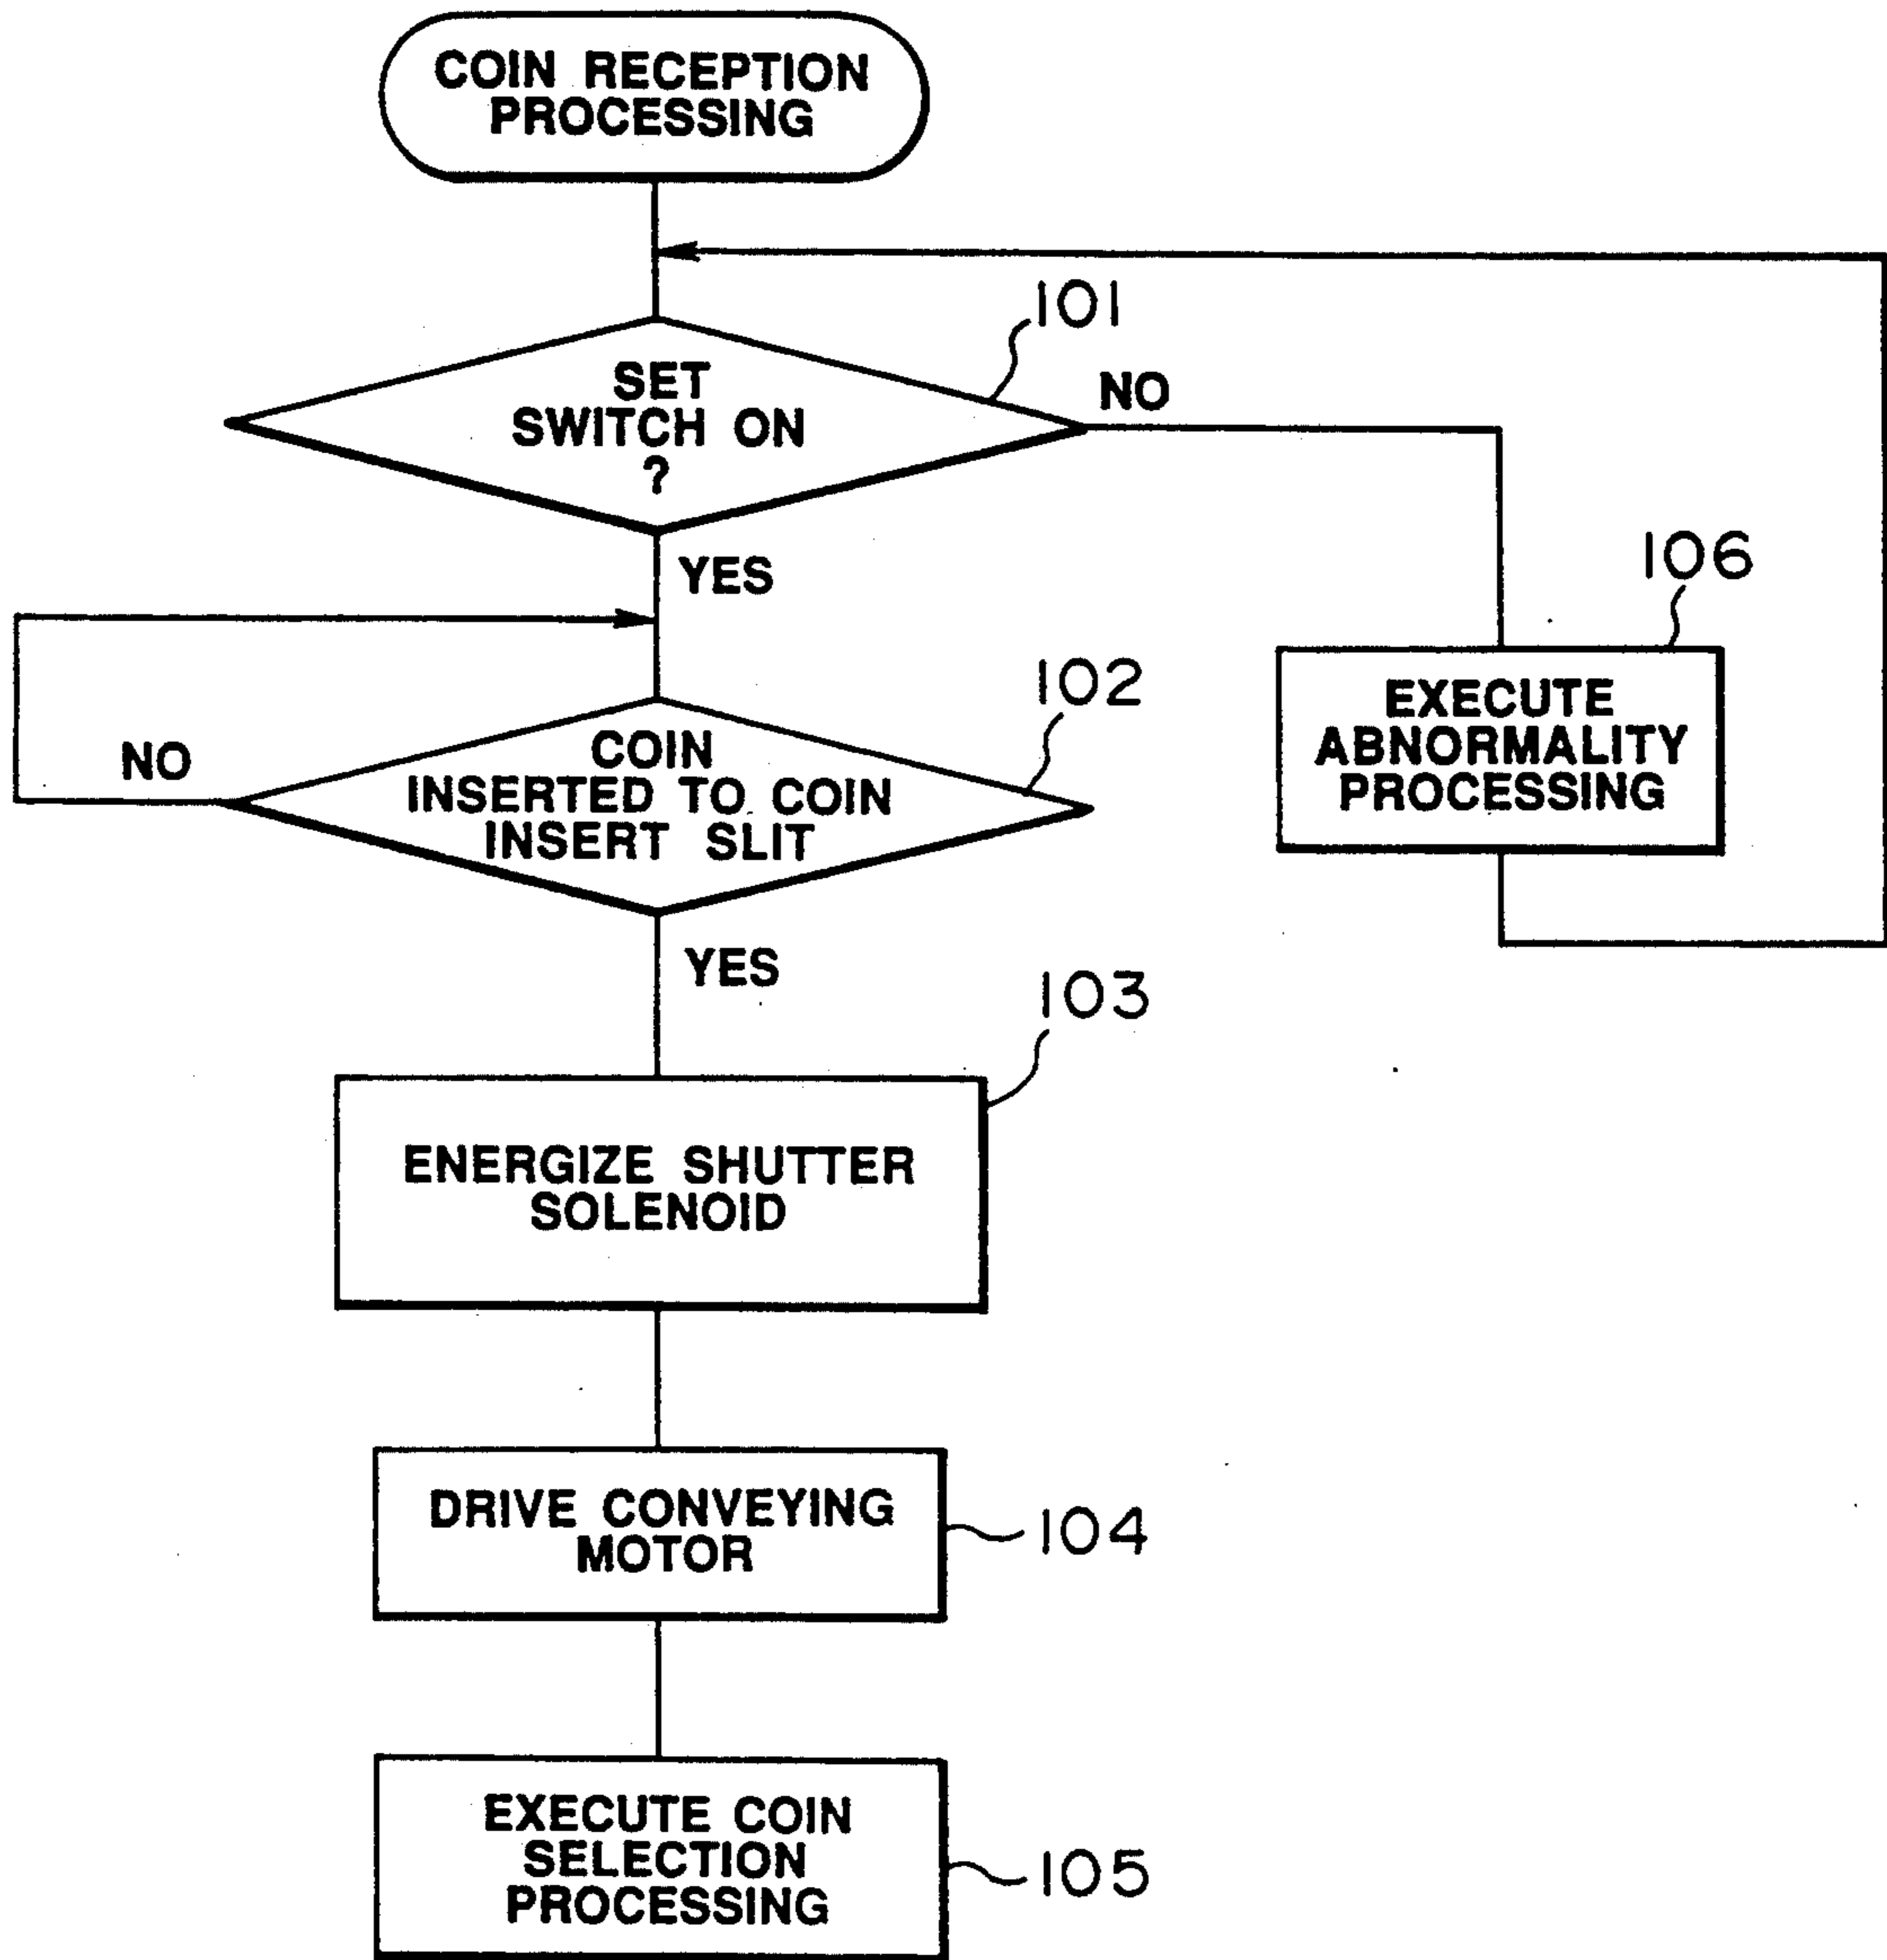 COIN RECEPTION
PROCESSING
101
SET
SWITCH ON
?
NO
YES
106
EXECUTE
ABNORMALITY
PROCESSING
102
COIN
INSERTED TO COIN
INSERT SLIT
NO
YES
103
ENERGIZE SHUTTER
SOLENOID
DRIVE CONVEYING
MOTOR
104
EXECUTE COIN
SELECTION
PROCESSING
105